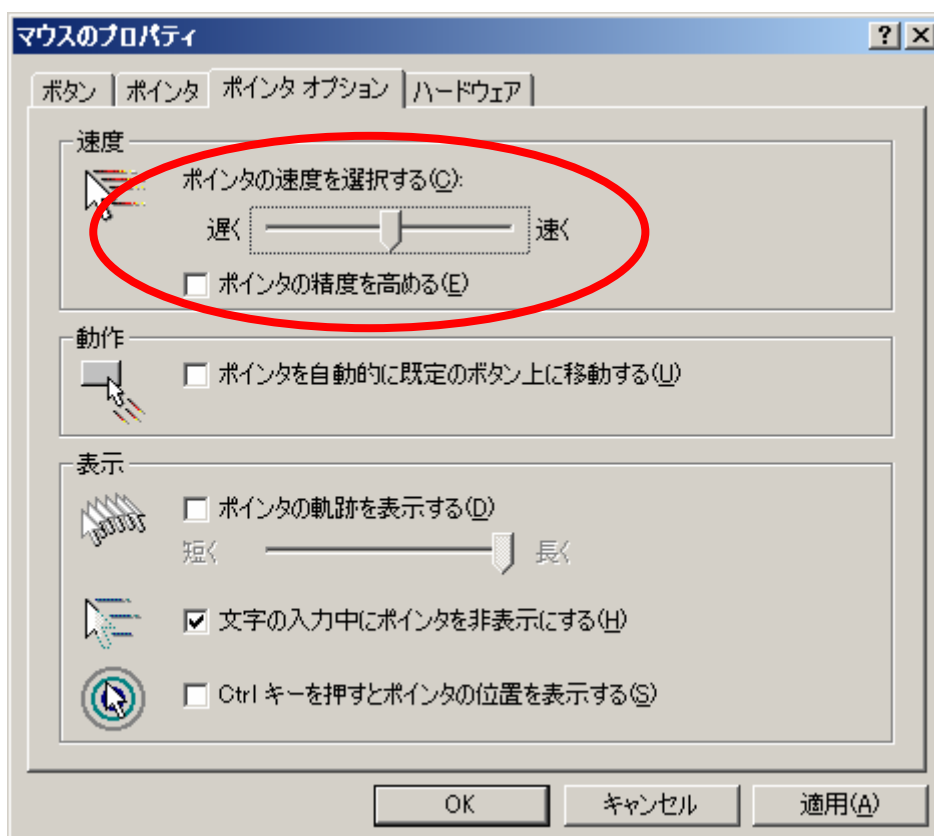 マウスのプロパティ
ボタン ポインタ ポインタ オプション ハードウェア
速度
ポインタの速度を選択する(C):
遅く 速く
ポインタの精度を高める(E)
動作
ポインタを自動的に既定のボタン上に移動する(U)
表示
ポインタの軌跡を表示する(D)
短く 長く
文字の入力中にポインタを非表示にする(H)
Ctrl キーを押すとポインタの位置を表示する(S)
OK キャンセル 適用(A)